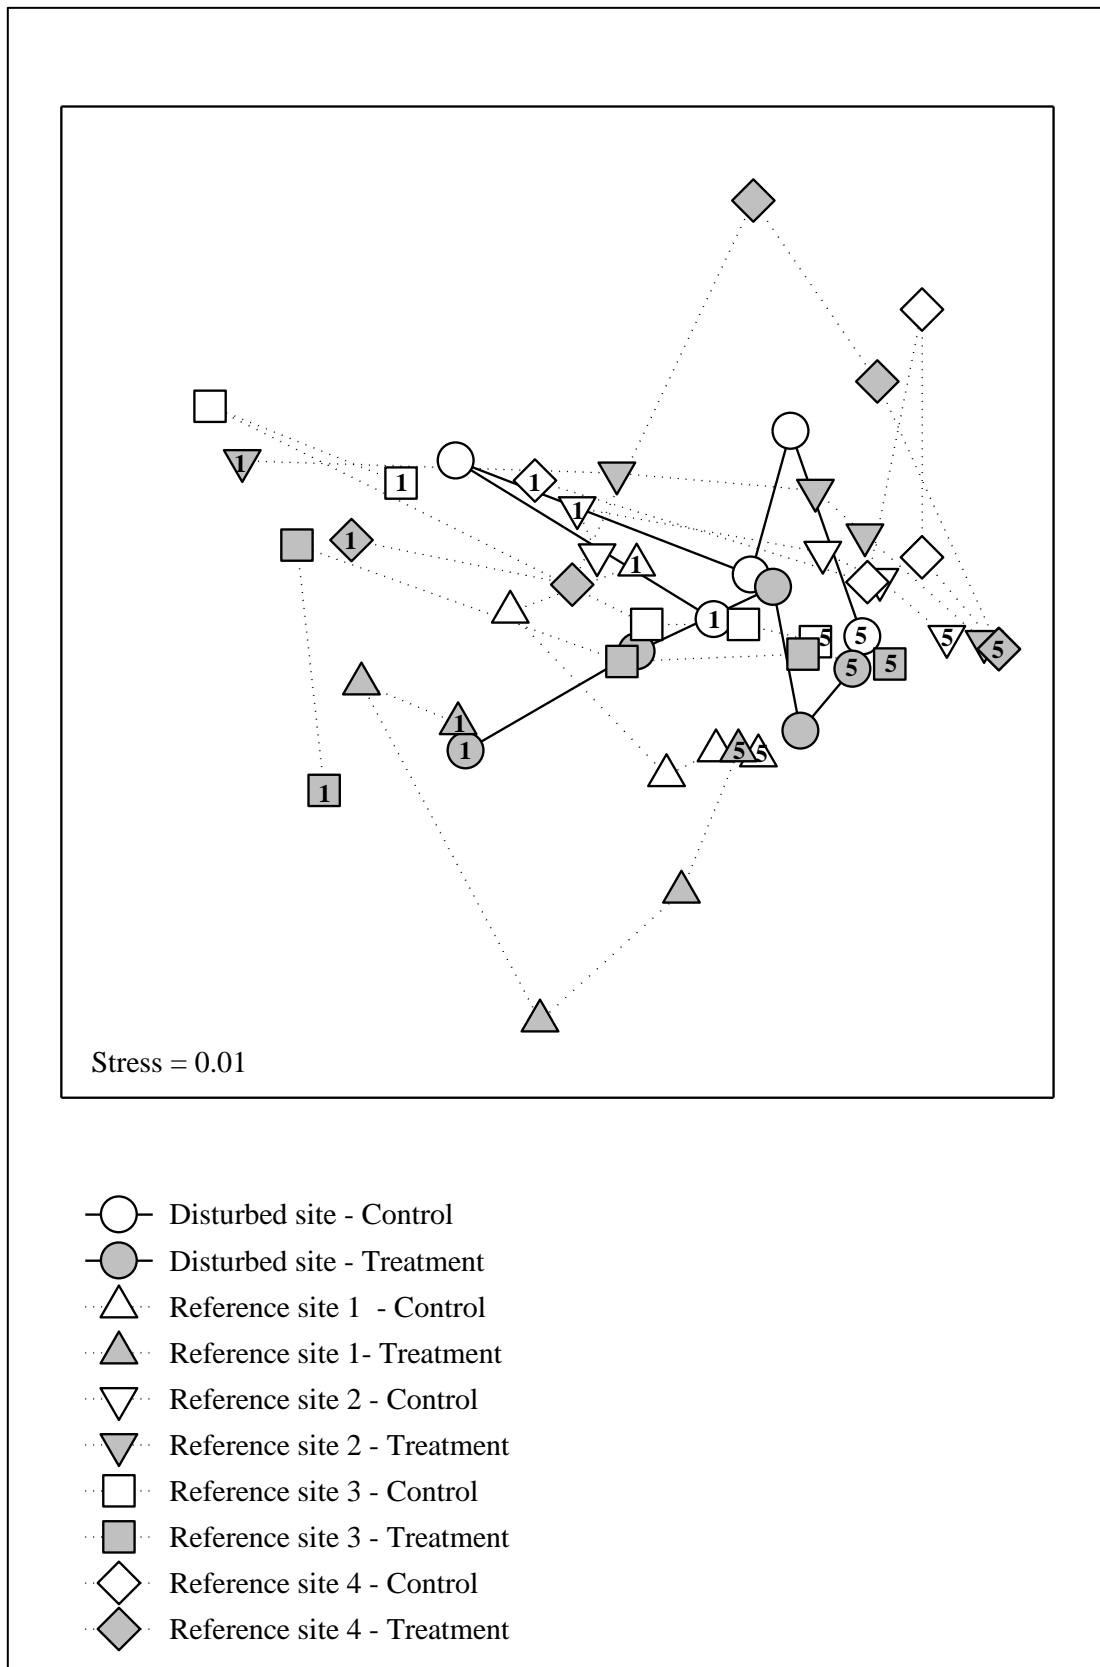 1
1
1
1
1
1
1
5
5
5
5
5
5
5
1
1
5
5
1
Stress = 0.01
Disturbed site - Control
Disturbed site - Treatment
Reference site 1 - Control
Reference site 1- Treatment
Reference site 2 - Control
Reference site 2 - Treatment
Reference site 3 - Control
Reference site 3 - Treatment
Reference site 4 - Control
Reference site 4 - Treatment